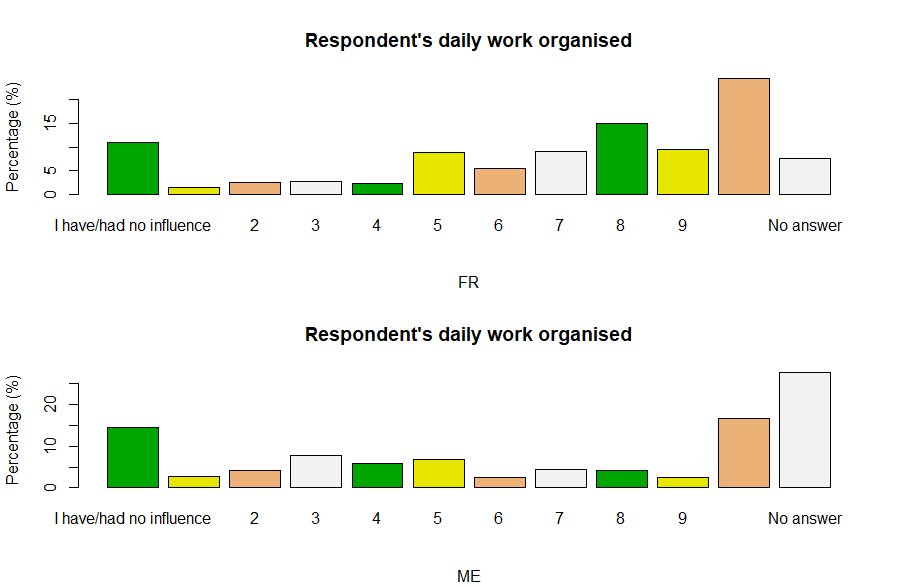 Respondent's daily work organised
Percentage (%)
15
5
0
I have/had no influence 2 3 4 5 6 7 8 9 No answer
FR
Respondent's daily work organised
Percentage (%)
20
10
0
I have/had no influence 2 3 4 5 6 7 8 9 No answer
ME